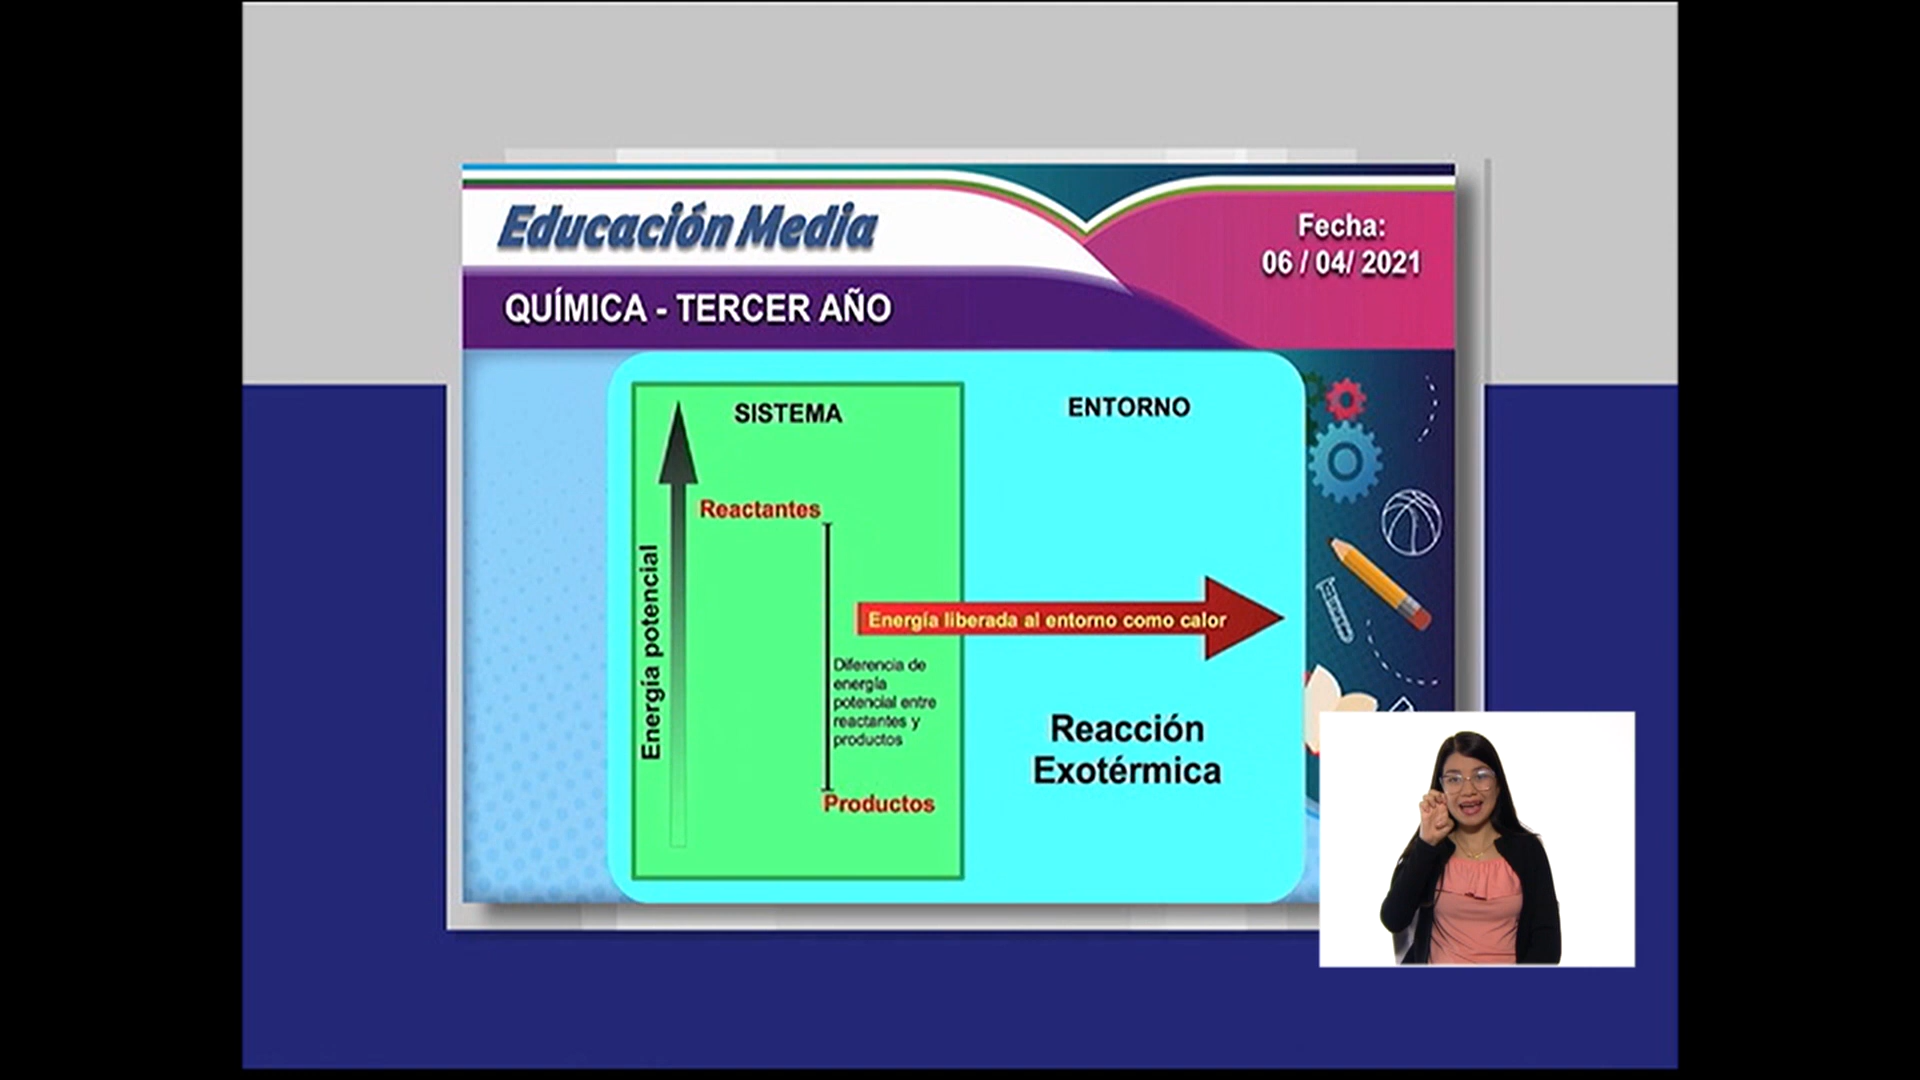 Educación Media
Fecha:
06 / 04/ 2021
QUÍMICA - TERCER AÑO
SISTEMA
ENTORNO
Reactantes
Energía potencial
Energía liberada al entorno como calor
Diferencia de
energía
potencial entre
reactantes y
productos
Reacción
Exotérmica
Productos